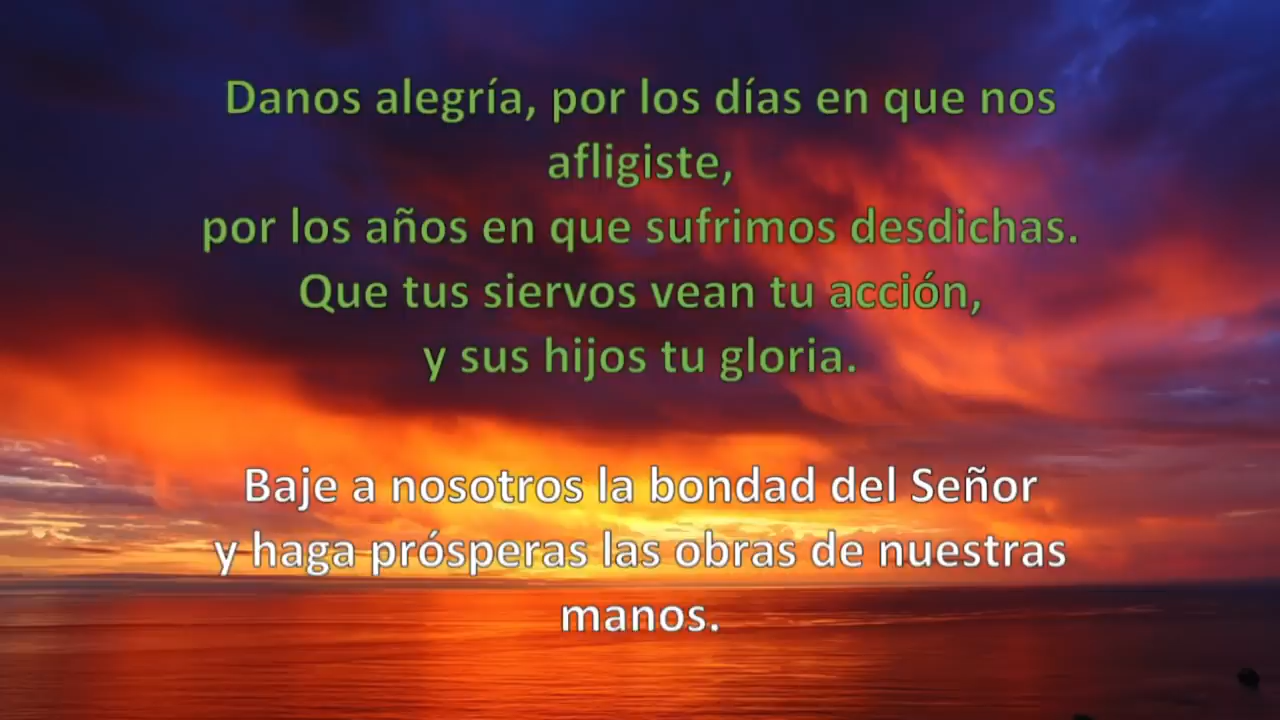 Danos alegría, por los días en que nos
afligiste,
por los años en que sufrimos desdichas.
Que tus siervos vean tu acción,
y sus hijos tu gloria.
Baje a nosotros la bondad del Señor
y haga prósperas las obras de nuestras
manos.